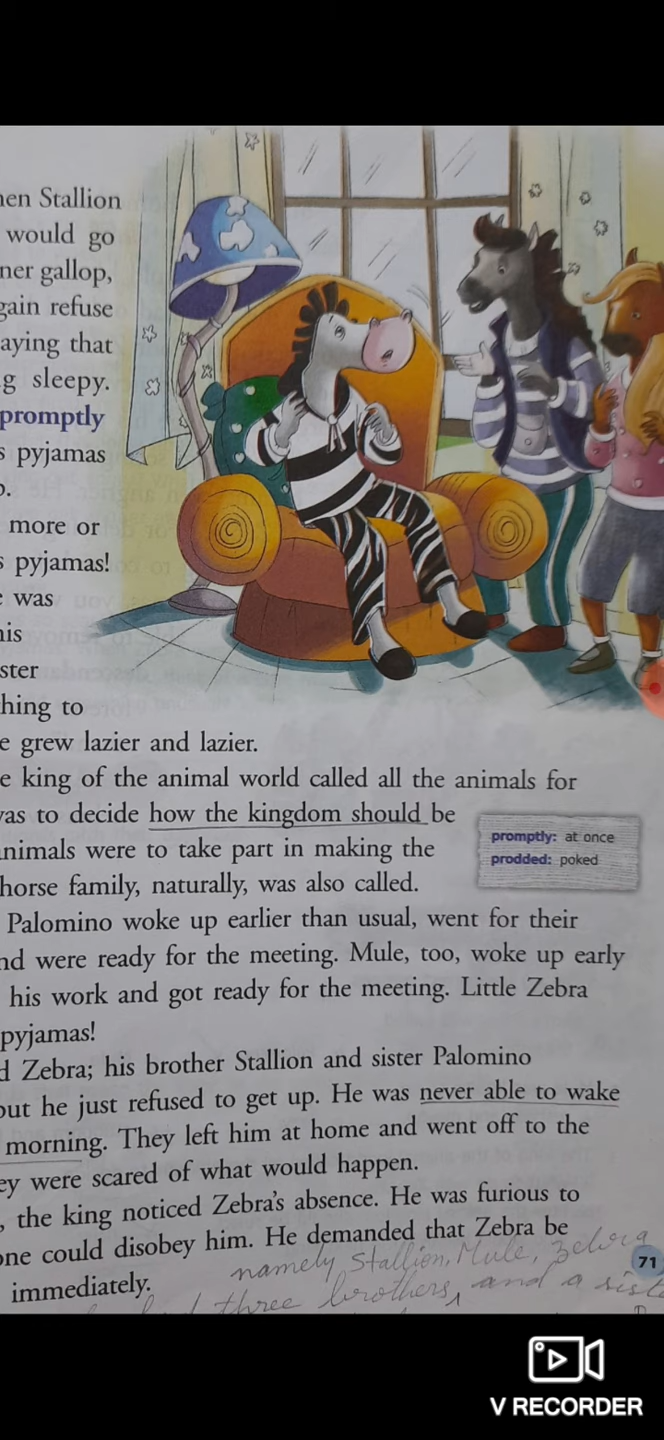 nen Stallion
would go
ner gallop,
gain refuse
aying that
g sleepy.
promptly
s pyjamas
more or
s pyjamas!
e was
his
ster
hing to
e grew lazier and lazier.
e king of the animal world called all the animals for
vas to decide how the kingdom should be
animals were to take part in making the
horse family, naturally, was also called.
promptly: at once
prodded: poked
Palomino woke up earlier than usual, went for their
nd were ready for the meeting. Mule, too, woke up early
his work and got ready for the meeting. Little Zebra
pyjamas!
d Zebra; his brother Stallion and sister Palomino
out he just refused to get up. He was never able to wake
morning. They left him at home and went off to the
ey were scared of what would happen.
, the king noticed Zebra's absence. He was furious to
one could disobey him. He demanded that Zebra be
immediately.
namely Stallion, Mule, zebra
three brothers, and a siste
71
V RECORDER